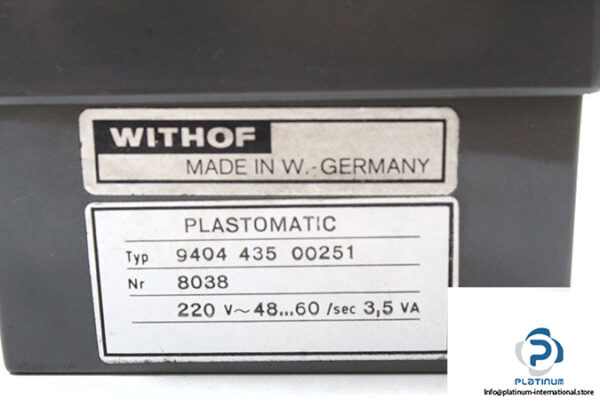 WITHOF
MADE IN W.-GERMANY
PLASTOMATIC
Typ 9404 435 00251
Nr 8038
220 V~48...60 /sec 3,5 VA
PLATINUM
Info@platinum-international.store